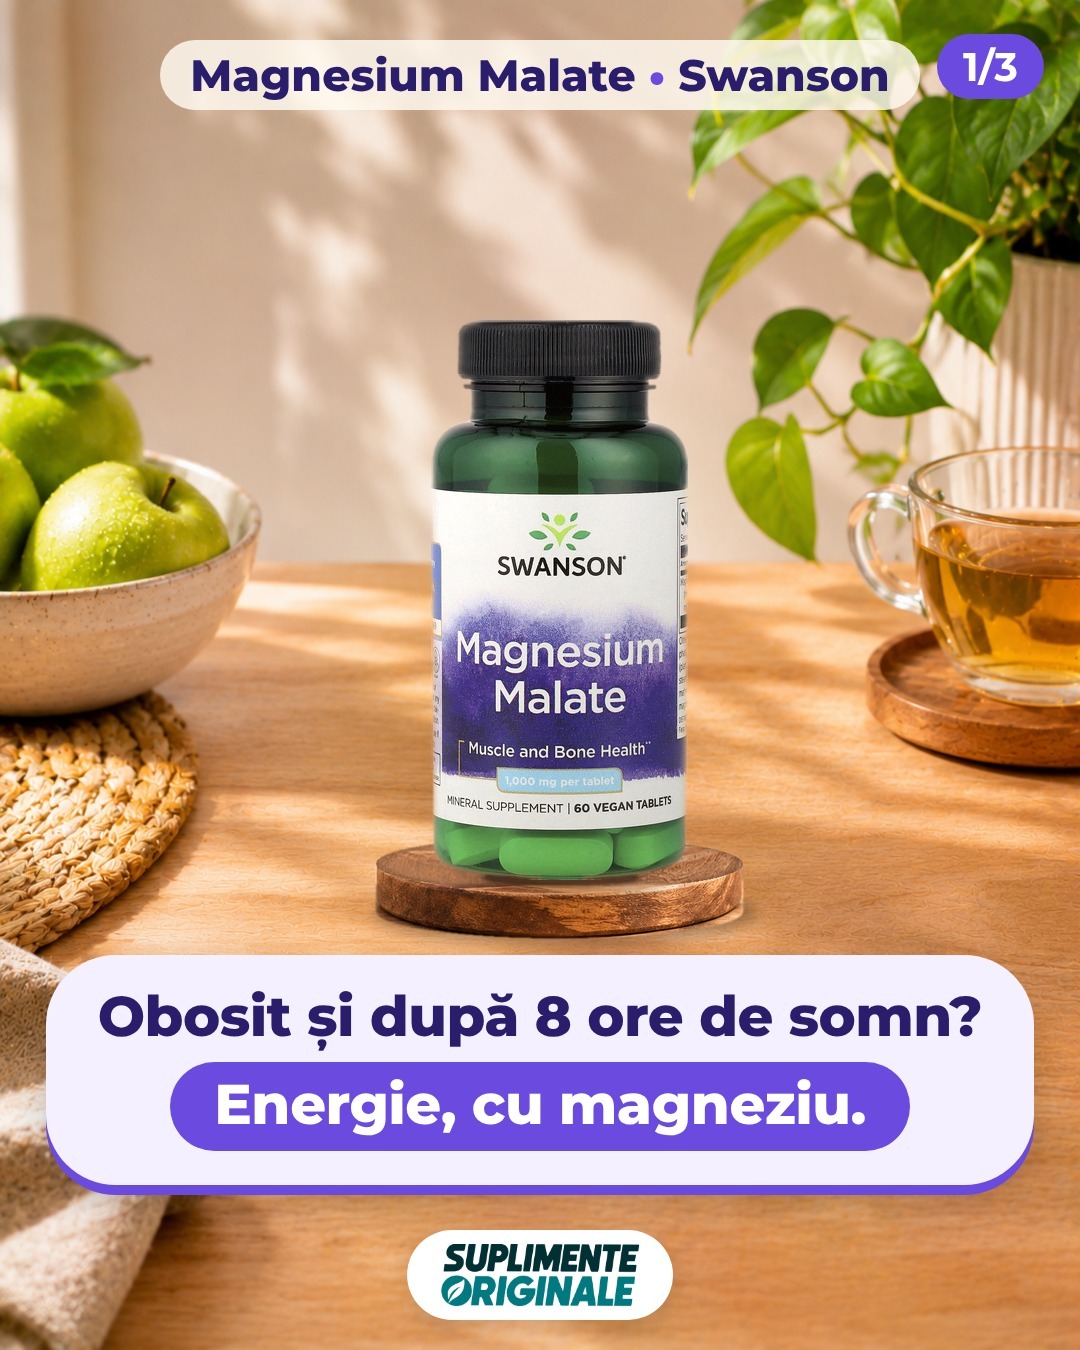 Magnesium Malate • Swanson
1/3
SWANSON®
Magnesium
Malate
Muscle and Bone Health
1,000 mg per tablet
MINERAL SUPPLEMENT | 60 VEGAN TABLETS
Obosit și după 8 ore de somn?
Energie, cu magneziu.
SUPLIMENTE
ORIGINALE